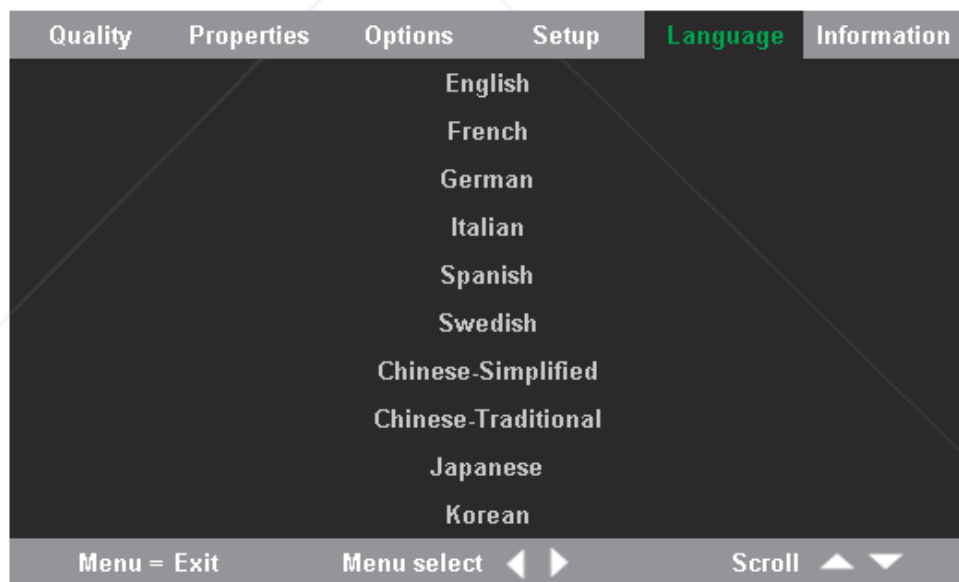 Quality Properties Options Setup Language Information
English
French
German
Italian
Spanish
Swedish
Chinese-Simplified
Chinese-Traditional
Japanese
Korean
Menu = Exit Menu select Scroll